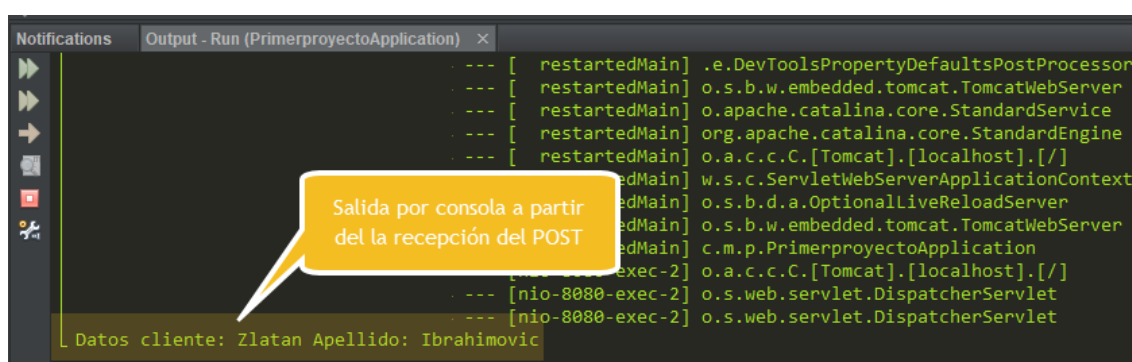 Notifications Output - Run (PrimerproyectoApplication) ×
--- [ restartedMain] .e.DevToolsPropertyDefaultsPostProcessor
--- [ restartedMain] o.s.b.w.embedded.tomcat.TomcatWebServer
--- [ restartedMain] o.apache.catalina.core.StandardService
--- [ restartedMain] org.apache.catalina.core.StandardEngine
--- [ restartedMain] o.a.c.c.C.[Tomcat].[localhost].[/]
edMain] w.s.c.ServletWebServerApplicationContext
edMain] o.s.b.d.a.OptionalLiveReloadServer
edMain] o.s.b.w.embedded.tomcat.TomcatWebServer
edMain] c.m.p.PrimerproyectoApplication
[nio-8080-exec-2] o.a.c.c.C.[Tomcat].[localhost].[/]
--- [nio-8080-exec-2] o.s.web.servlet.DispatcherServlet
--- [nio-8080-exec-2] o.s.web.servlet.DispatcherServlet
Salida por consola a partir
del la recepción del POST
Datos cliente: Zlatan Apellido: Ibrahimovic